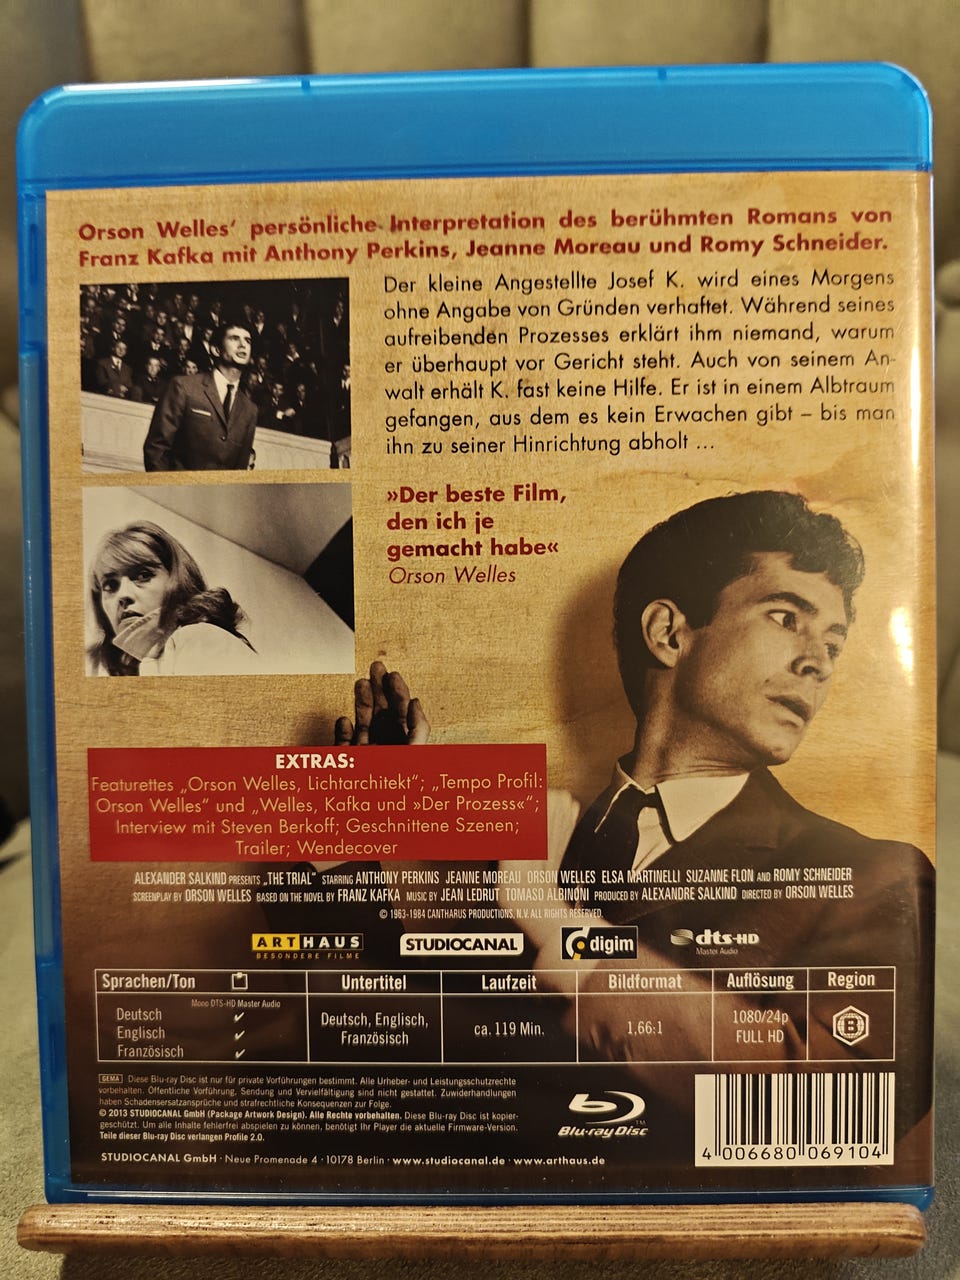 Orson Welles' persönliche Interpretation des berühmten Romans von
Franz Kafka mit Anthony Perkins, Jeanne Moreau und Romy Schneider.
Der kleine Angestellte Josef K. wird eines Morgens
ohne Angabe von Gründen verhaftet. Während seines
aufreibenden Prozesses erklärt ihm niemand, warum
er überhaupt vor Gericht steht. Auch von seinem An-
walt erhält K. fast keine Hilfe. Er ist in einem Albtraum
gefangen, aus dem es kein Erwachen gibt – bis man
ihn zu seiner Hinrichtung abholt ...
»Der beste Film,
den ich je
gemacht habe«
Orson Welles
EXTRAS:
Featurettes „Orson Welles, Lichtarchitekt“; „Tempo Profil:
Orson Welles“ und „Welles, Kafka und »Der Prozess«“;
Interview mit Steven Berkoff; Geschnittene Szenen;
Trailer; Wendecover
ALEXANDER SALKIND PRESENTS „THE TRIAL“ STARRING ANTHONY PERKINS JEANNE MOREAU ORSON WELLES ELSA MARTINELLI SUZANNE FLON AND ROMY SCHNEIDER
SCREENPLAY BY ORSON WELLES BASED ON THE NOVEL BY FRANZ KAFKA MUSIC BY JEAN LEDRUT TOMASO ALBINONI PRODUCED BY ALEXANDRE SALKIND DIRECTED BY ORSON WELLES
© 1963-1984 CANTHARUS PRODUCTIONS, N.V. ALL RIGHTS RESERVED.
ARTHAUS STUDIOCANAL digim dts-HD
BESONDERE FILME Master Audio
Sprachen/Ton Untertitel Laufzeit Bildformat Auflösung Region
Mono DTS-HD Master Audio
Deutsch ✔ Deutsch, Englisch, ca. 119 Min. 1,66:1 1080/24p B
Englisch ✔ Französisch FULL HD
Französisch ✔
GEMA Diese Blu-ray Disc ist nur für private Vorführungen bestimmt. Alle Urheber- und Leistungsschutzrechte
vorbehalten. Öffentliche Vorführung, Sendung und Vervielfältigung sind nicht gestattet. Zuwiderhandlungen
haben Schadensersatzansprüche und strafrechtliche Konsequenzen zur Folge.
© 2013 STUDIOCANAL GmbH (Package Artwork Design). Alle Rechte vorbehalten. Diese Blu-ray Disc ist kopier-
geschützt. Um alle Inhalte fehlerfrei abspielen zu können, benötigt Ihr Player die aktuelle Firmware-Version.
Teile dieser Blu-ray Disc verlangen Profile 2.0.
Blu-ray Disc TM
4 006680 069104
STUDIOCANAL GmbH · Neue Promenade 4 · 10178 Berlin · www.studiocanal.de · www.arthaus.de